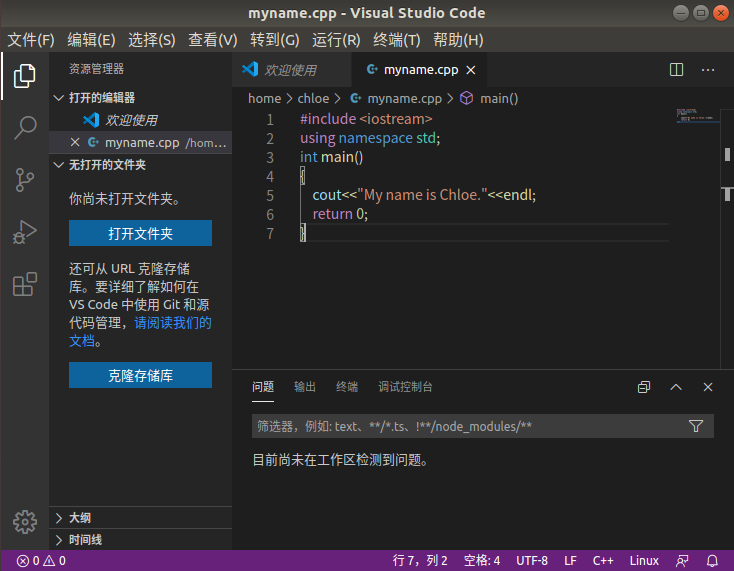 myname.cpp - Visual Studio Code
文件(F) 编辑(E) 选择(S) 查看(V) 转到(G) 运行(R) 终端(T) 帮助(H)
资源管理器
打开的编辑器
欢迎使用
myname.cpp /hom...
无打开的文件夹
你尚未打开文件夹。
打开文件夹
还可从 URL 克隆存储
库。要详细了解如何在
VS Code 中使用 Git 和源
代码管理，请阅读我们的
文档。
克隆存储库
大纲
时间线
欢迎使用 myname.cpp
home > chloe > myname.cpp > main()
1 #include <iostream>
2 using namespace std;
3 int main()
4 {
5 cout<<"My name is Chloe."<<endl;
6 return 0;
7 }
问题 输出 终端 调试控制台
筛选器，例如: text、**/*.ts、!**/node_modules/**
目前尚未在工作区检测到问题。
0 0 行 7，列 2 空格: 4 UTF-8 LF C++ Linux